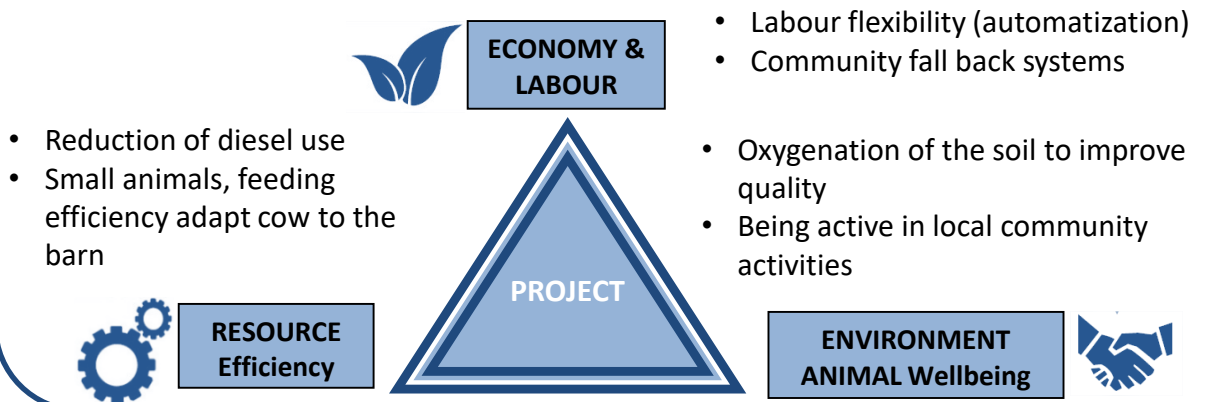 ECONOMY &
LABOUR
• Labour flexibility (automatization)
• Community fall back systems
• Reduction of diesel use
• Small animals, feeding
efficiency adapt cow to the
barn
• Oxygenation of the soil to improve
quality
• Being active in local community
activities
PROJECT
RESOURCE
Efficiency
ENVIRONMENT
ANIMAL Wellbeing